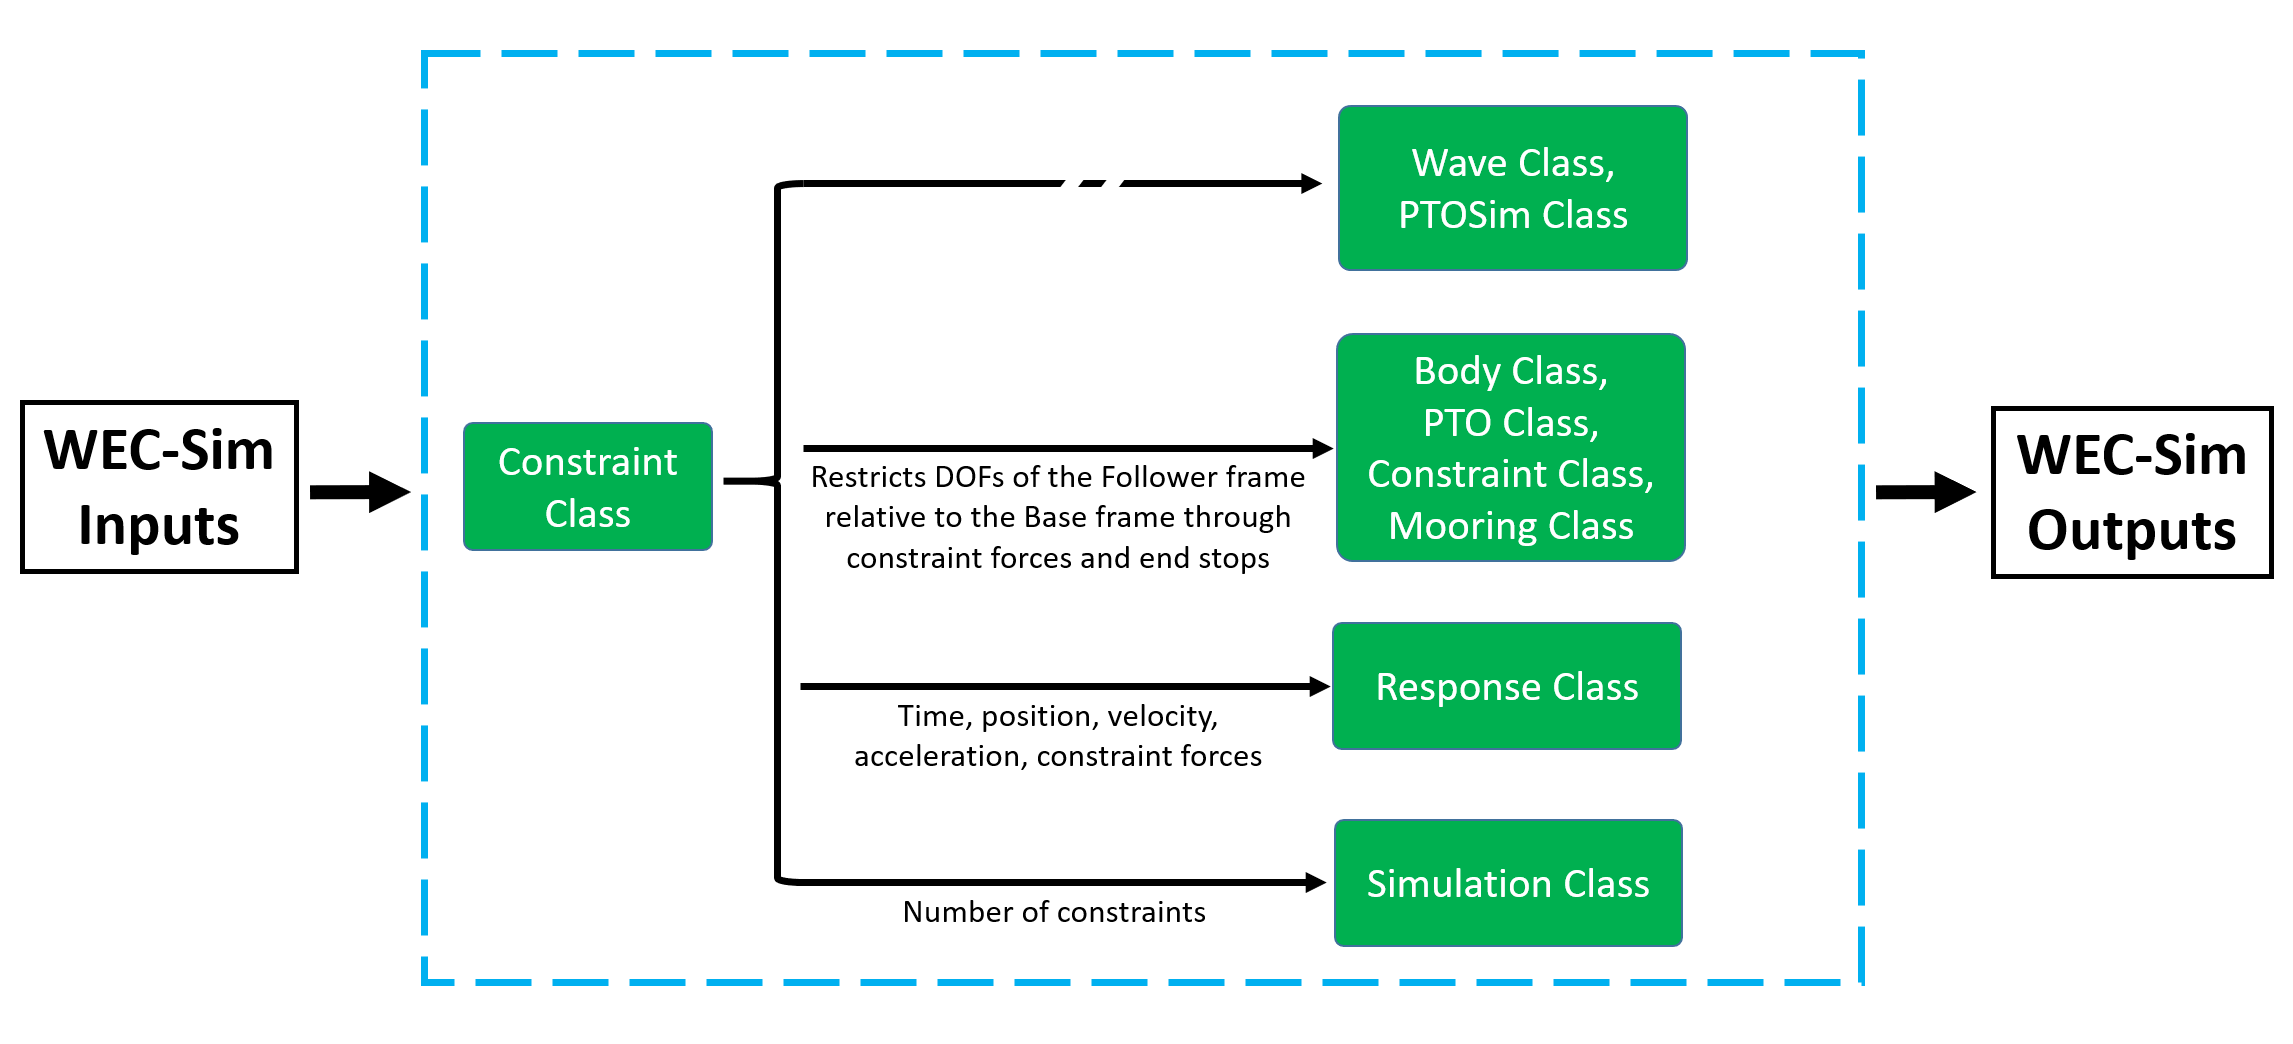 WEC-Sim
Inputs
Constraint
Class
Wave Class,
PTOSim Class
Restricts DOFs of the Follower frame
relative to the Base frame through
constraint forces and end stops
Body Class,
PTO Class,
Constraint Class,
Mooring Class
Time, position, velocity,
acceleration, constraint forces
Response Class
Number of constraints
Simulation Class
WEC-Sim
Outputs